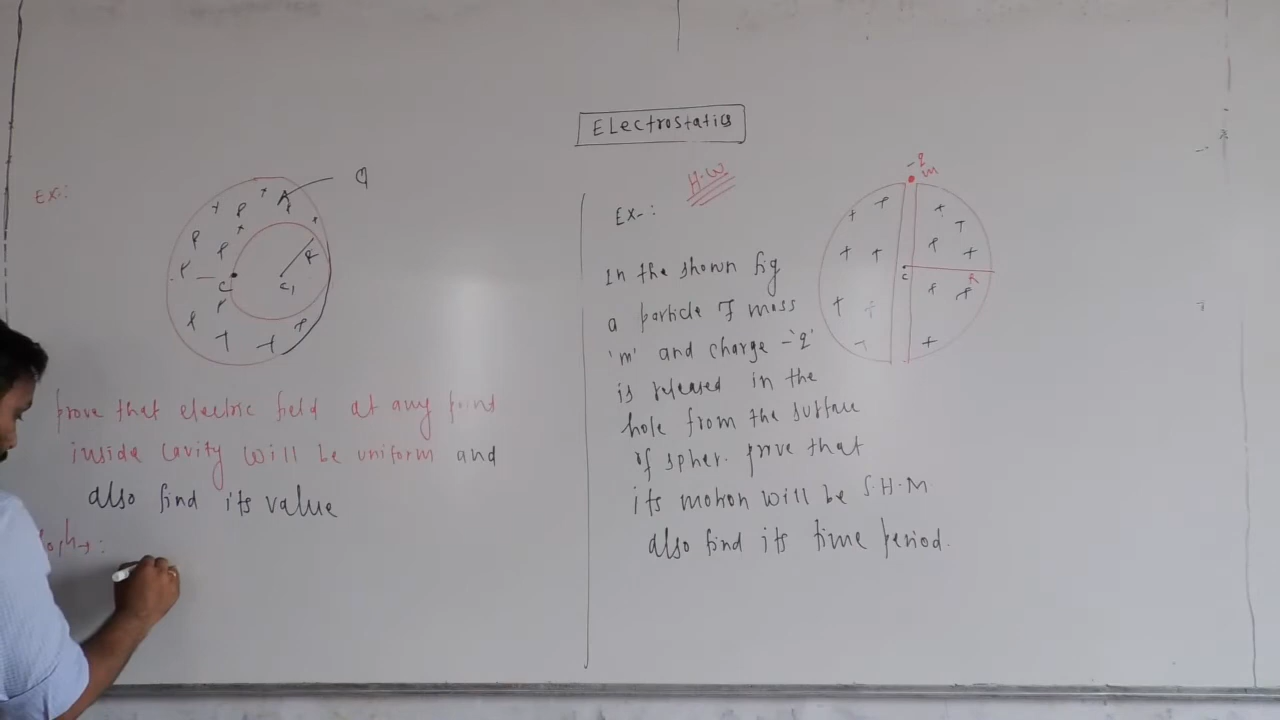 Electrostatics
Ex:
Q
ρ
C
C₁
r
prove that electric field at any point
inside cavity will be uniform and
also find its value
H.W.
Ex-:
-q
m
C
R
In the shown fig
a particle of mass
'm' and charge -'q'
is released in the
hole from the surface
of spher. prove that
its motion will be S.H.M.
also find its time period.